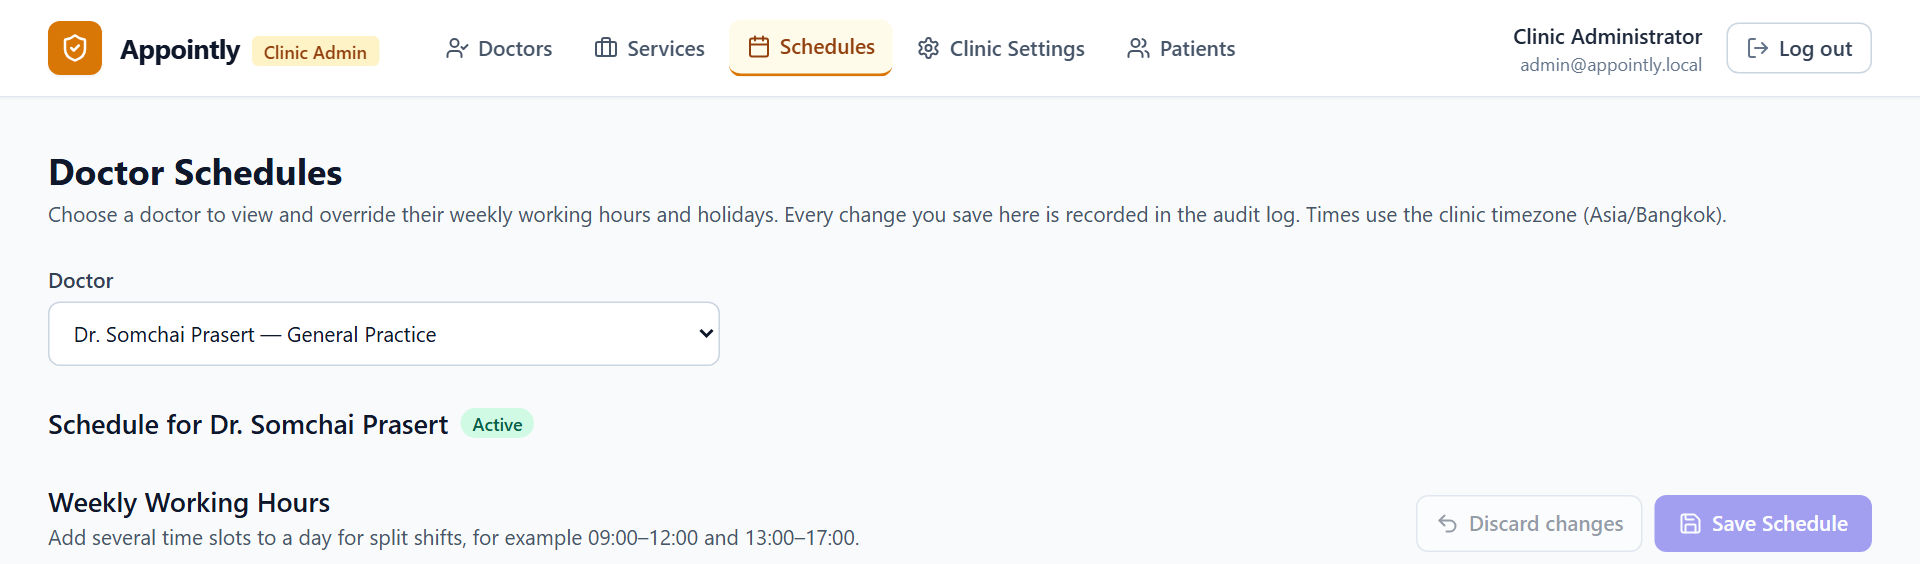 Appointly Clinic Admin Doctors Services Schedules Clinic Settings Patients Clinic Administrator admin@appointly.local Log out
Doctor Schedules
Choose a doctor to view and override their weekly working hours and holidays. Every change you save here is recorded in the audit log. Times use the clinic timezone (Asia/Bangkok).
Doctor
Dr. Somchai Prasert — General Practice
Schedule for Dr. Somchai Prasert Active
Weekly Working Hours
Add several time slots to a day for split shifts, for example 09:00–12:00 and 13:00–17:00.
Discard changes Save Schedule